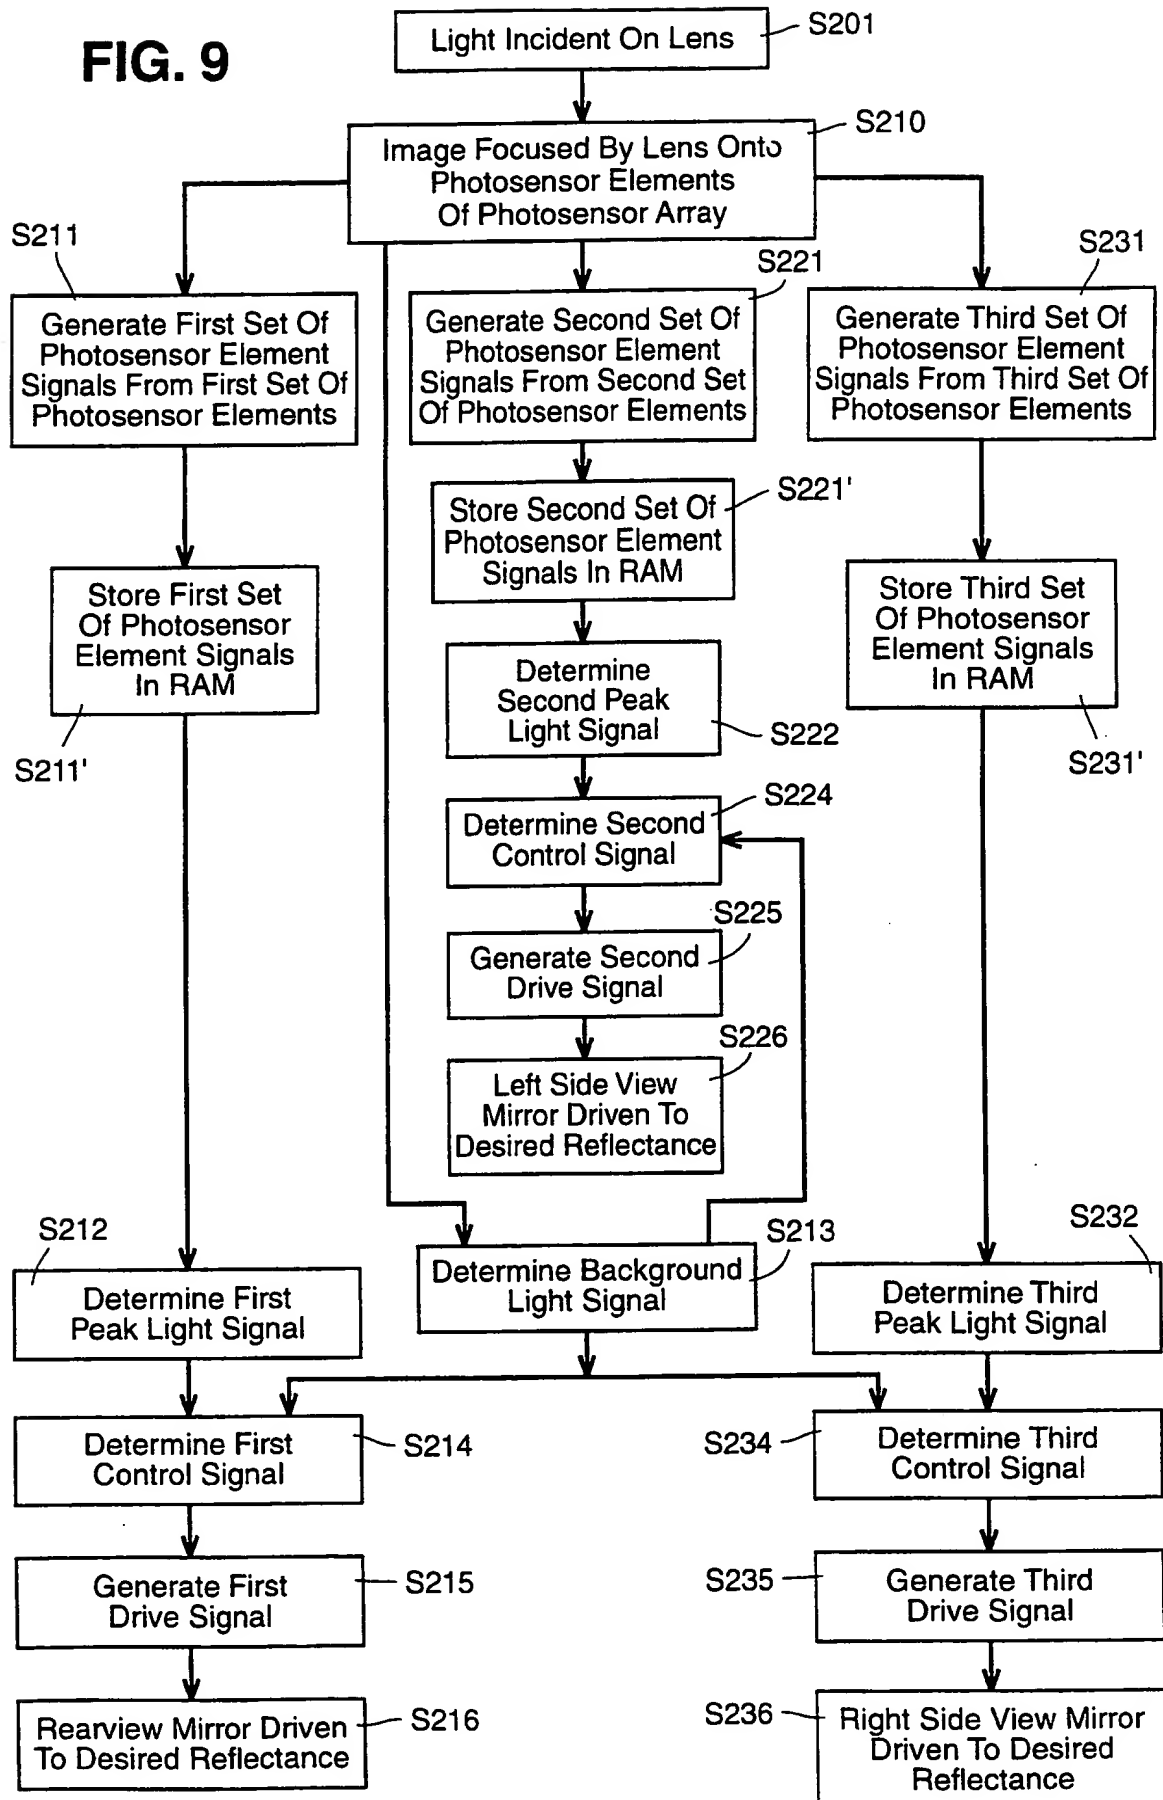 FIG. 9
Light Incident On Lens
S201
Image Focused By Lens Onto
Photosensor Elements
Of Photosensor Array
S210
S211
Generate First Set Of
Photosensor Element
Signals From First Set Of
Photosensor Elements
S221
Generate Second Set Of
Photosensor Element
Signals From Second Set
Of Photosensor Elements
S231
Generate Third Set Of
Photosensor Element
Signals From Third Set Of
Photosensor Elements
Store First Set
Of Photosensor
Element Signals
In RAM
S211'
Store Second Set Of
Photosensor Element
Signals In RAM
S221'
Store Third Set
Of Photosensor
Element Signals
In RAM
S231'
Determine
Second Peak
Light Signal
S222
Determine Second
Control Signal
S224
Generate Second
Drive Signal
S225
Left Side View
Mirror Driven To
Desired Reflectance
S226
S212
Determine First
Peak Light Signal
Determine Background
Light Signal
S213
S232
Determine Third
Peak Light Signal
Determine First
Control Signal
S214
S234
Determine Third
Control Signal
Generate First
Drive Signal
S215
S235
Generate Third
Drive Signal
Rearview Mirror Driven
To Desired Reflectance
S216
S236
Right Side View Mirror
Driven To Desired
Reflectance